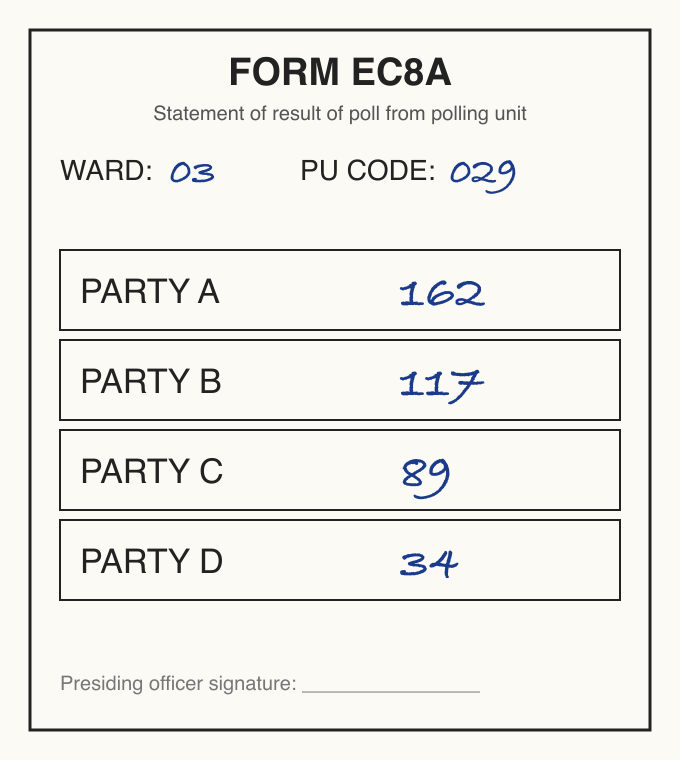 FORM EC8A
Statement of result of poll from polling unit
WARD: 03 PU CODE: 029
PARTY A 162
PARTY B 117
PARTY C 89
PARTY D 34
Presiding officer signature: ________________